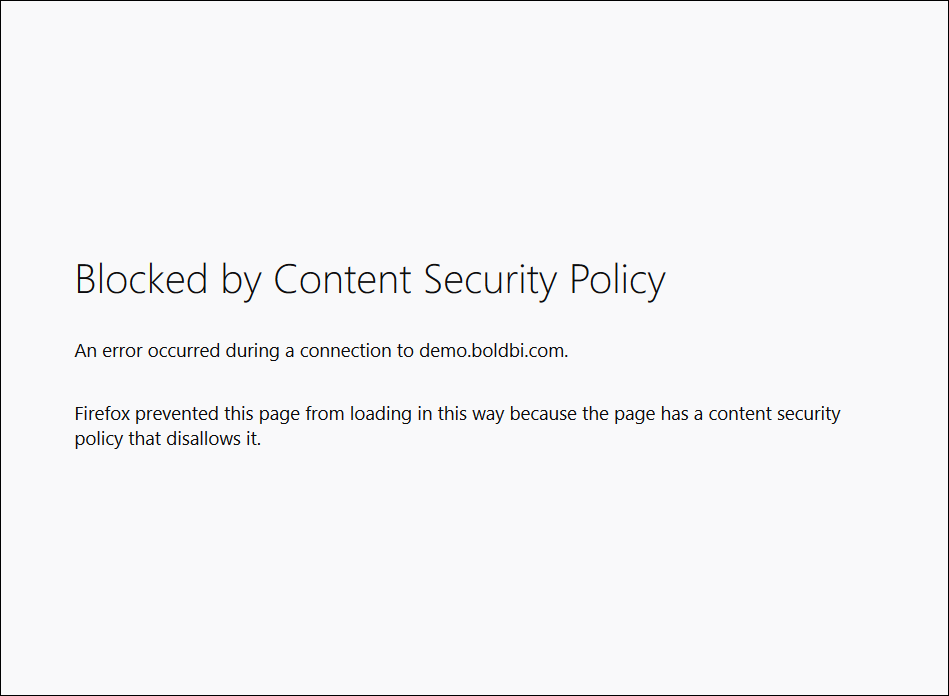 Blocked by Content Security Policy
An error occurred during a connection to demo.boldbi.com.
Firefox prevented this page from loading in this way because the page has a content security
policy that disallows it.